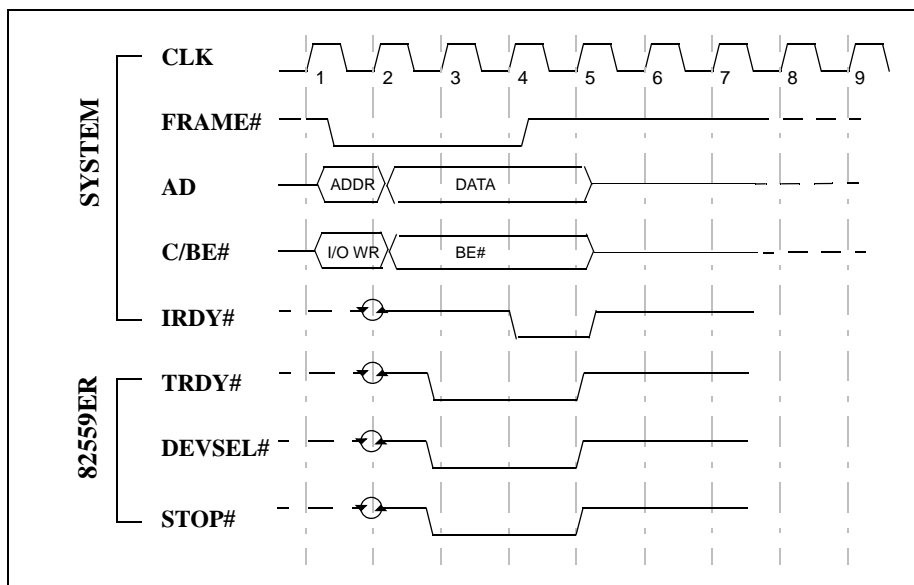 SYSTEM
CLK
1 2 3 4 5 6 7 8 9
FRAME#
AD
ADDR DATA
C/BE#
I/O WR BE#
IRDY#
82559ER
TRDY#
DEVSEL#
STOP#